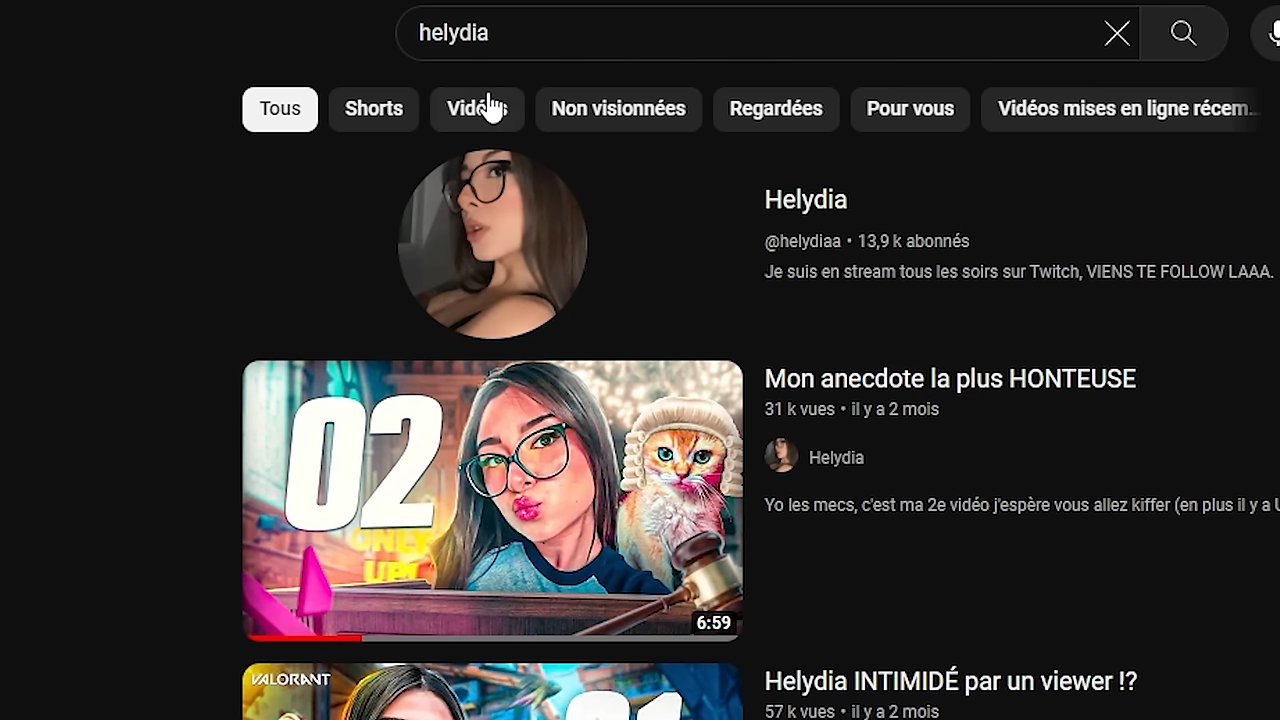 helydia
Tous Shorts Vidéos Non visionnées Regardées Pour vous Vidéos mises en ligne récem...
Helydia
@helydiaa • 13,9 k abonnés
Je suis en stream tous les soirs sur Twitch, VIENS TE FOLLOW LAAA.
02
ONLY
UP!
6:59
Mon anecdote la plus HONTEUSE
31 k vues • il y a 2 mois
Helydia
Yo les mecs, c'est ma 2e vidéo j'espère vous allez kiffer (en plus il y a
VALORANT
Helydia INTIMIDÉ par un viewer !?
57 k vues • il y a 2 mois